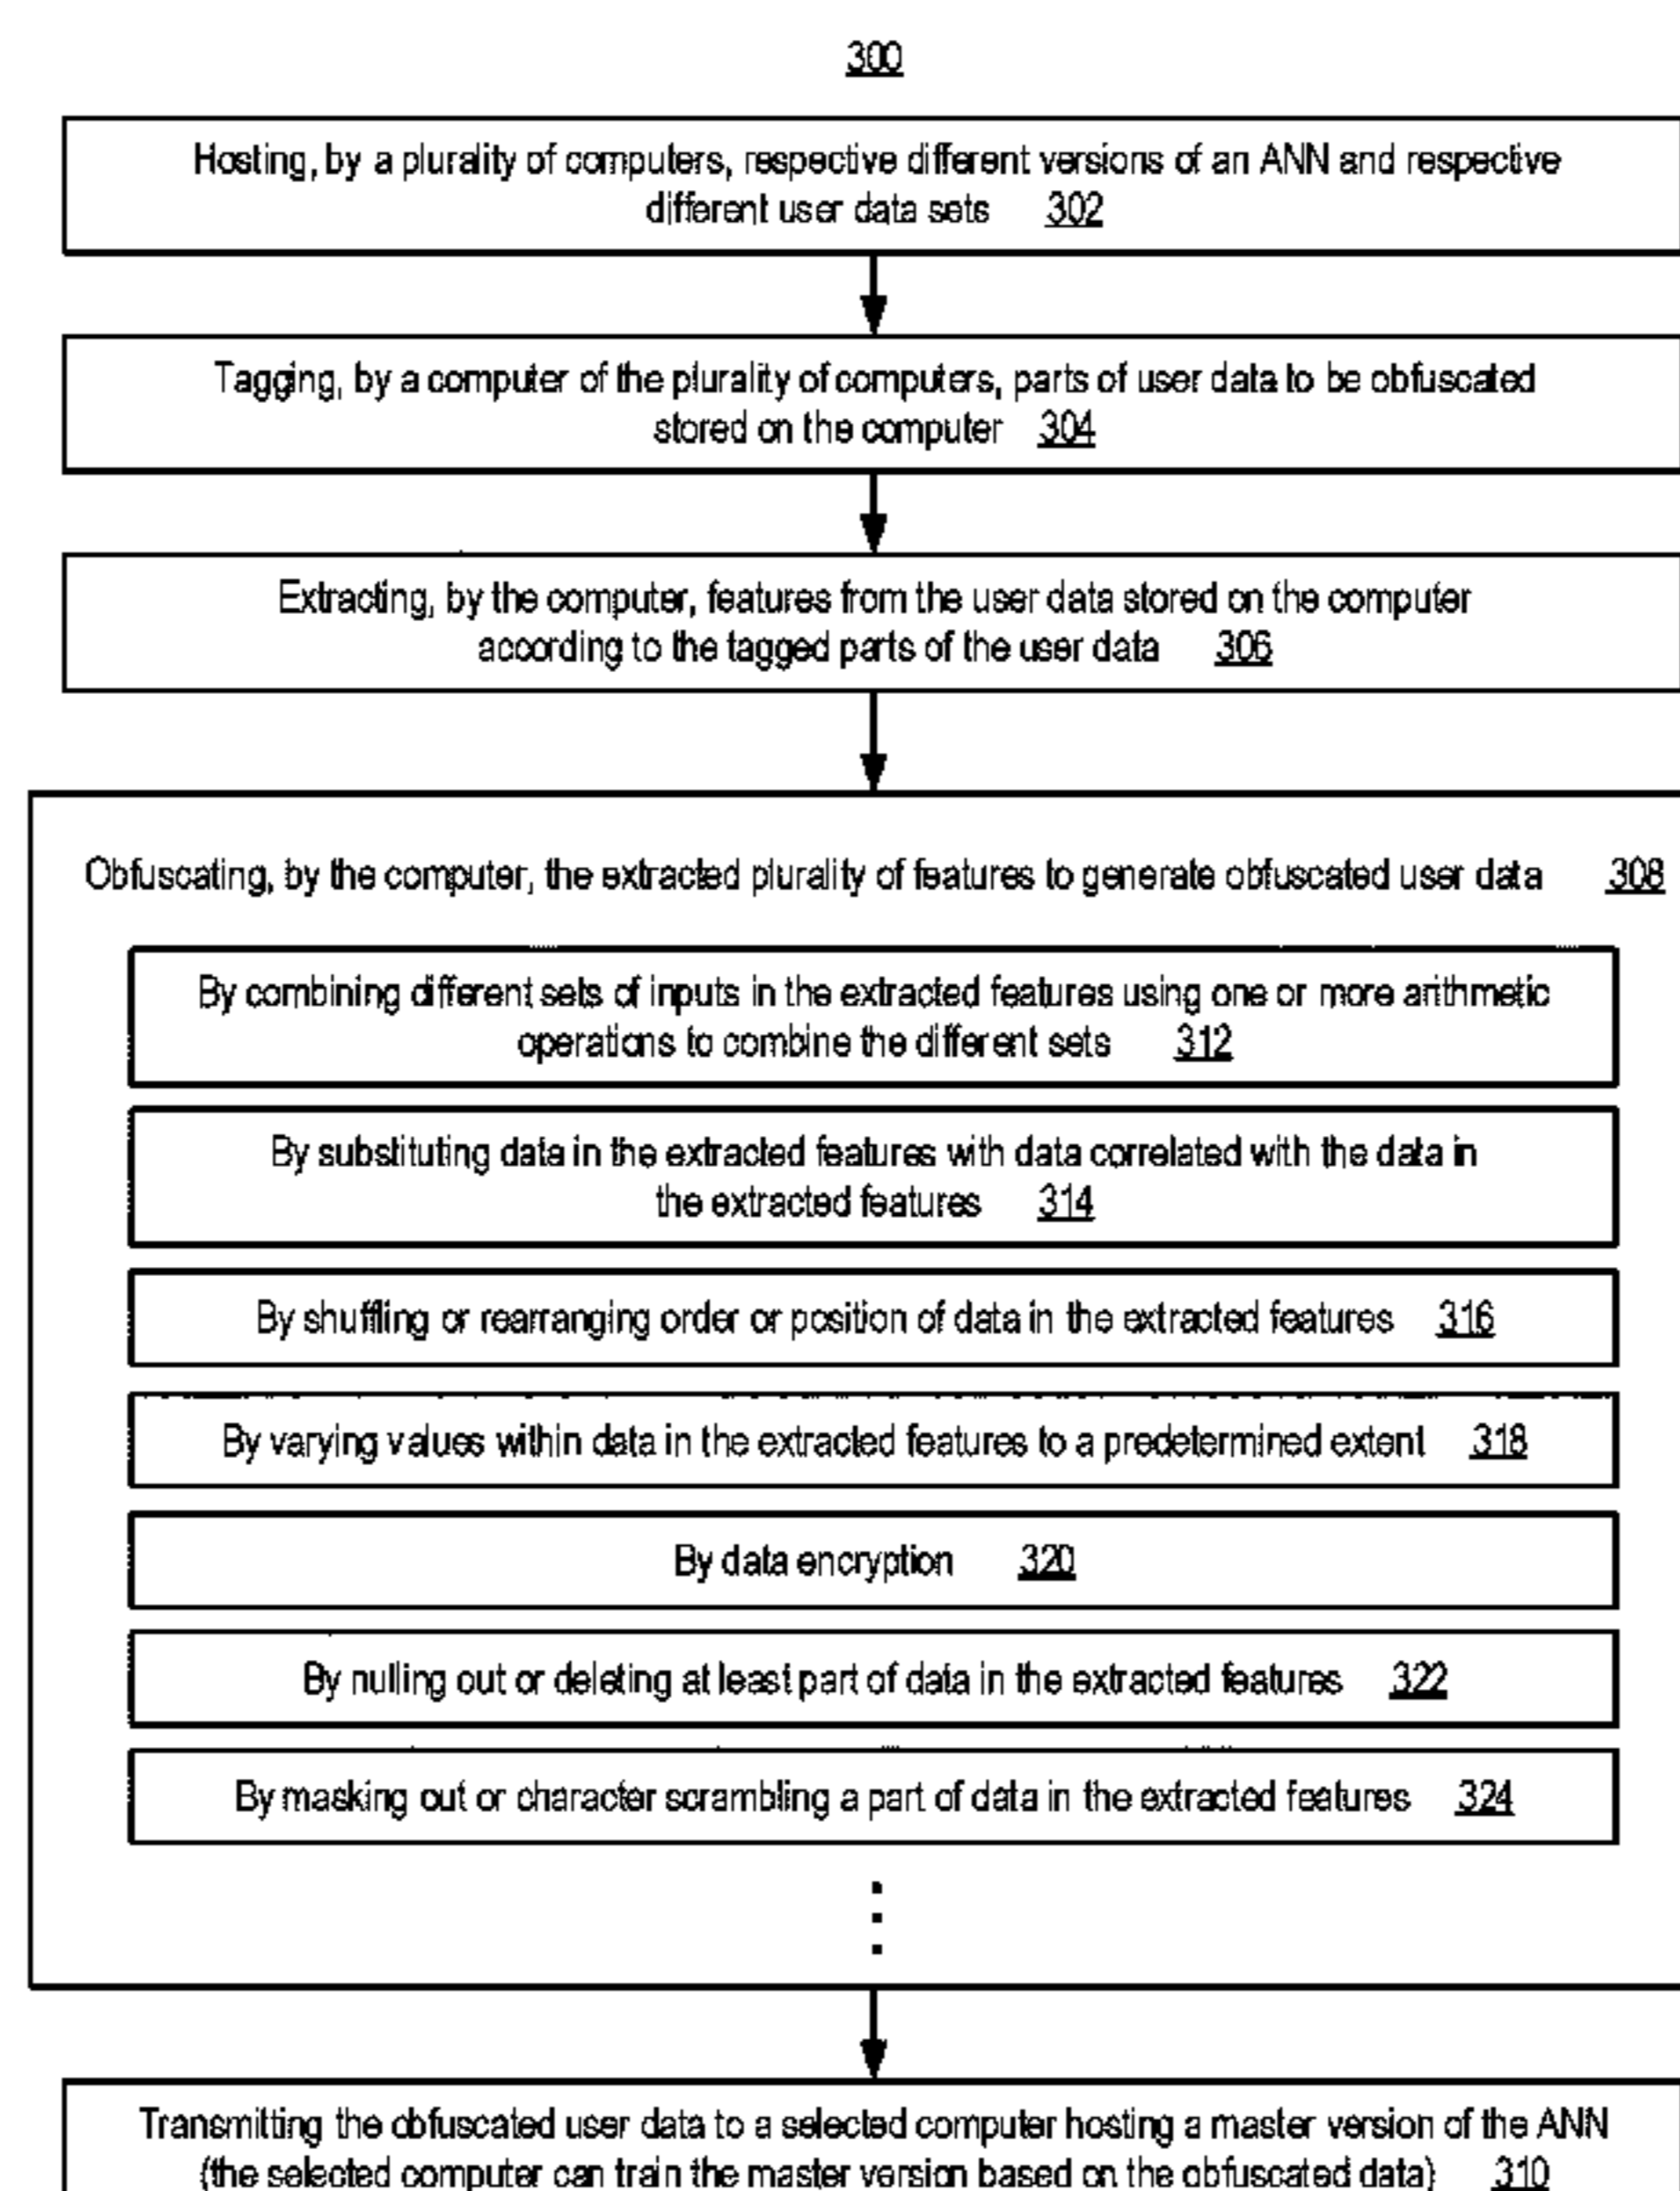 300
Hosting, by a plurality of computers, respective different versions of an ANN and respective
different user data sets 302
Tagging, by a computer of the plurality of computers, parts of user data to be obfuscated
stored on the computer 304
Extracting, by the computer, features from the user data stored on the computer
according to the tagged parts of the user data 306
Obfuscating, by the computer, the extracted plurality of features to generate obfuscated user data 308
By combining different sets of inputs in the extracted features using one or more arithmetic
operations to combine the different sets 312
By substituting data in the extracted features with data correlated with the data in
the extracted features 314
By shuffling or rearranging order or position of data in the extracted features 316
By varying values within data in the extracted features to a predetermined extent 318
By data encryption 320
By nulling out or deleting at least part of data in the extracted features 322
By masking out or character scrambling a part of data in the extracted features 324
Transmitting the obfuscated user data to a selected computer hosting a master version of the ANN
(the selected computer can train the master version based on the obfuscated data) 310